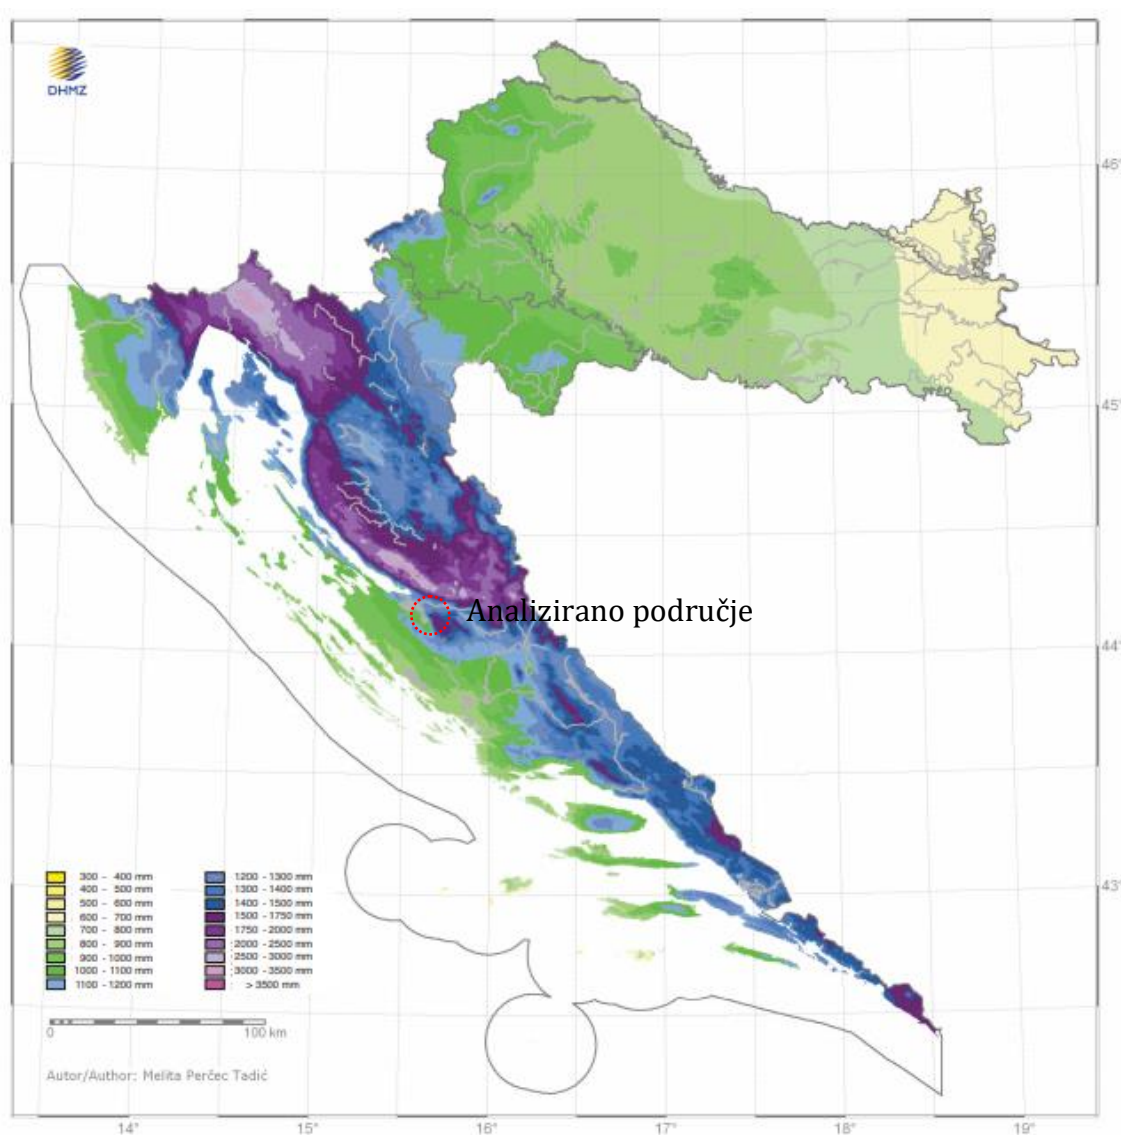 DHMZ
46°
45°
Analizirano područje
44°
43°
300 - 400 mm
400 - 500 mm
500 - 600 mm
600 - 700 mm
700 - 800 mm
800 - 900 mm
900 - 1000 mm
1000 - 1100 mm
1100 - 1200 mm
1200 - 1300 mm
1300 - 1400 mm
1400 - 1500 mm
1500 - 1750 mm
1750 - 2000 mm
2000 - 2500 mm
2500 - 3000 mm
3000 - 3500 mm
> 3500 mm
0 100 km
Autor/Author: Melita Perčec Tadić
14° 15° 16° 17° 18° 19°